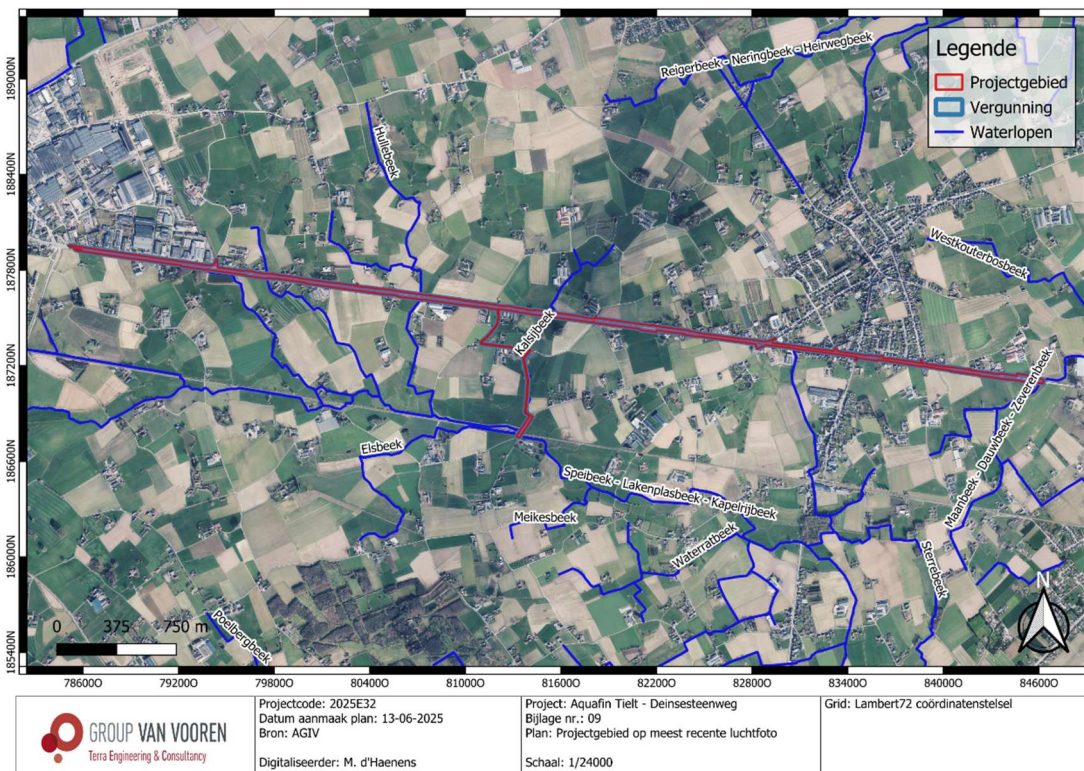 Legende
Projectgebied
Vergunning
Waterlopen
Reigerbeek - Neringbeek - Heirwegbeek
Hullebeek
Westkouterbosbeek
Kalsijbeek
Maanbeek - Dauwbeek - Zeverenbeek
Elsbeek
Speibeek - Lakenplasbeek - Kapelrijbeek
Meikesbeek
Waterratbeek
Sterrebeek
Poelbergbeek
N
0 375 750 m
189000N
188400N
187800N
187200N
186600N
186000N
185400N
786000 792000 798000 804000 810000 816000 822000 828000 834000 840000 846000
GROUP VAN VOOREN
Terra Engineering & Consultancy
Projectcode: 2025E32
Datum aanmaak plan: 13-06-2025
Bron: AGIV
Digitaliseerder: M. d'Haenens
Project: Aquafin Tielt - Deinsesteenweg
Bijlage nr.: 09
Plan: Projectgebied op meest recente luchtfoto
Schaal: 1/24000
Grid: Lambert72 coördinatenstelsel